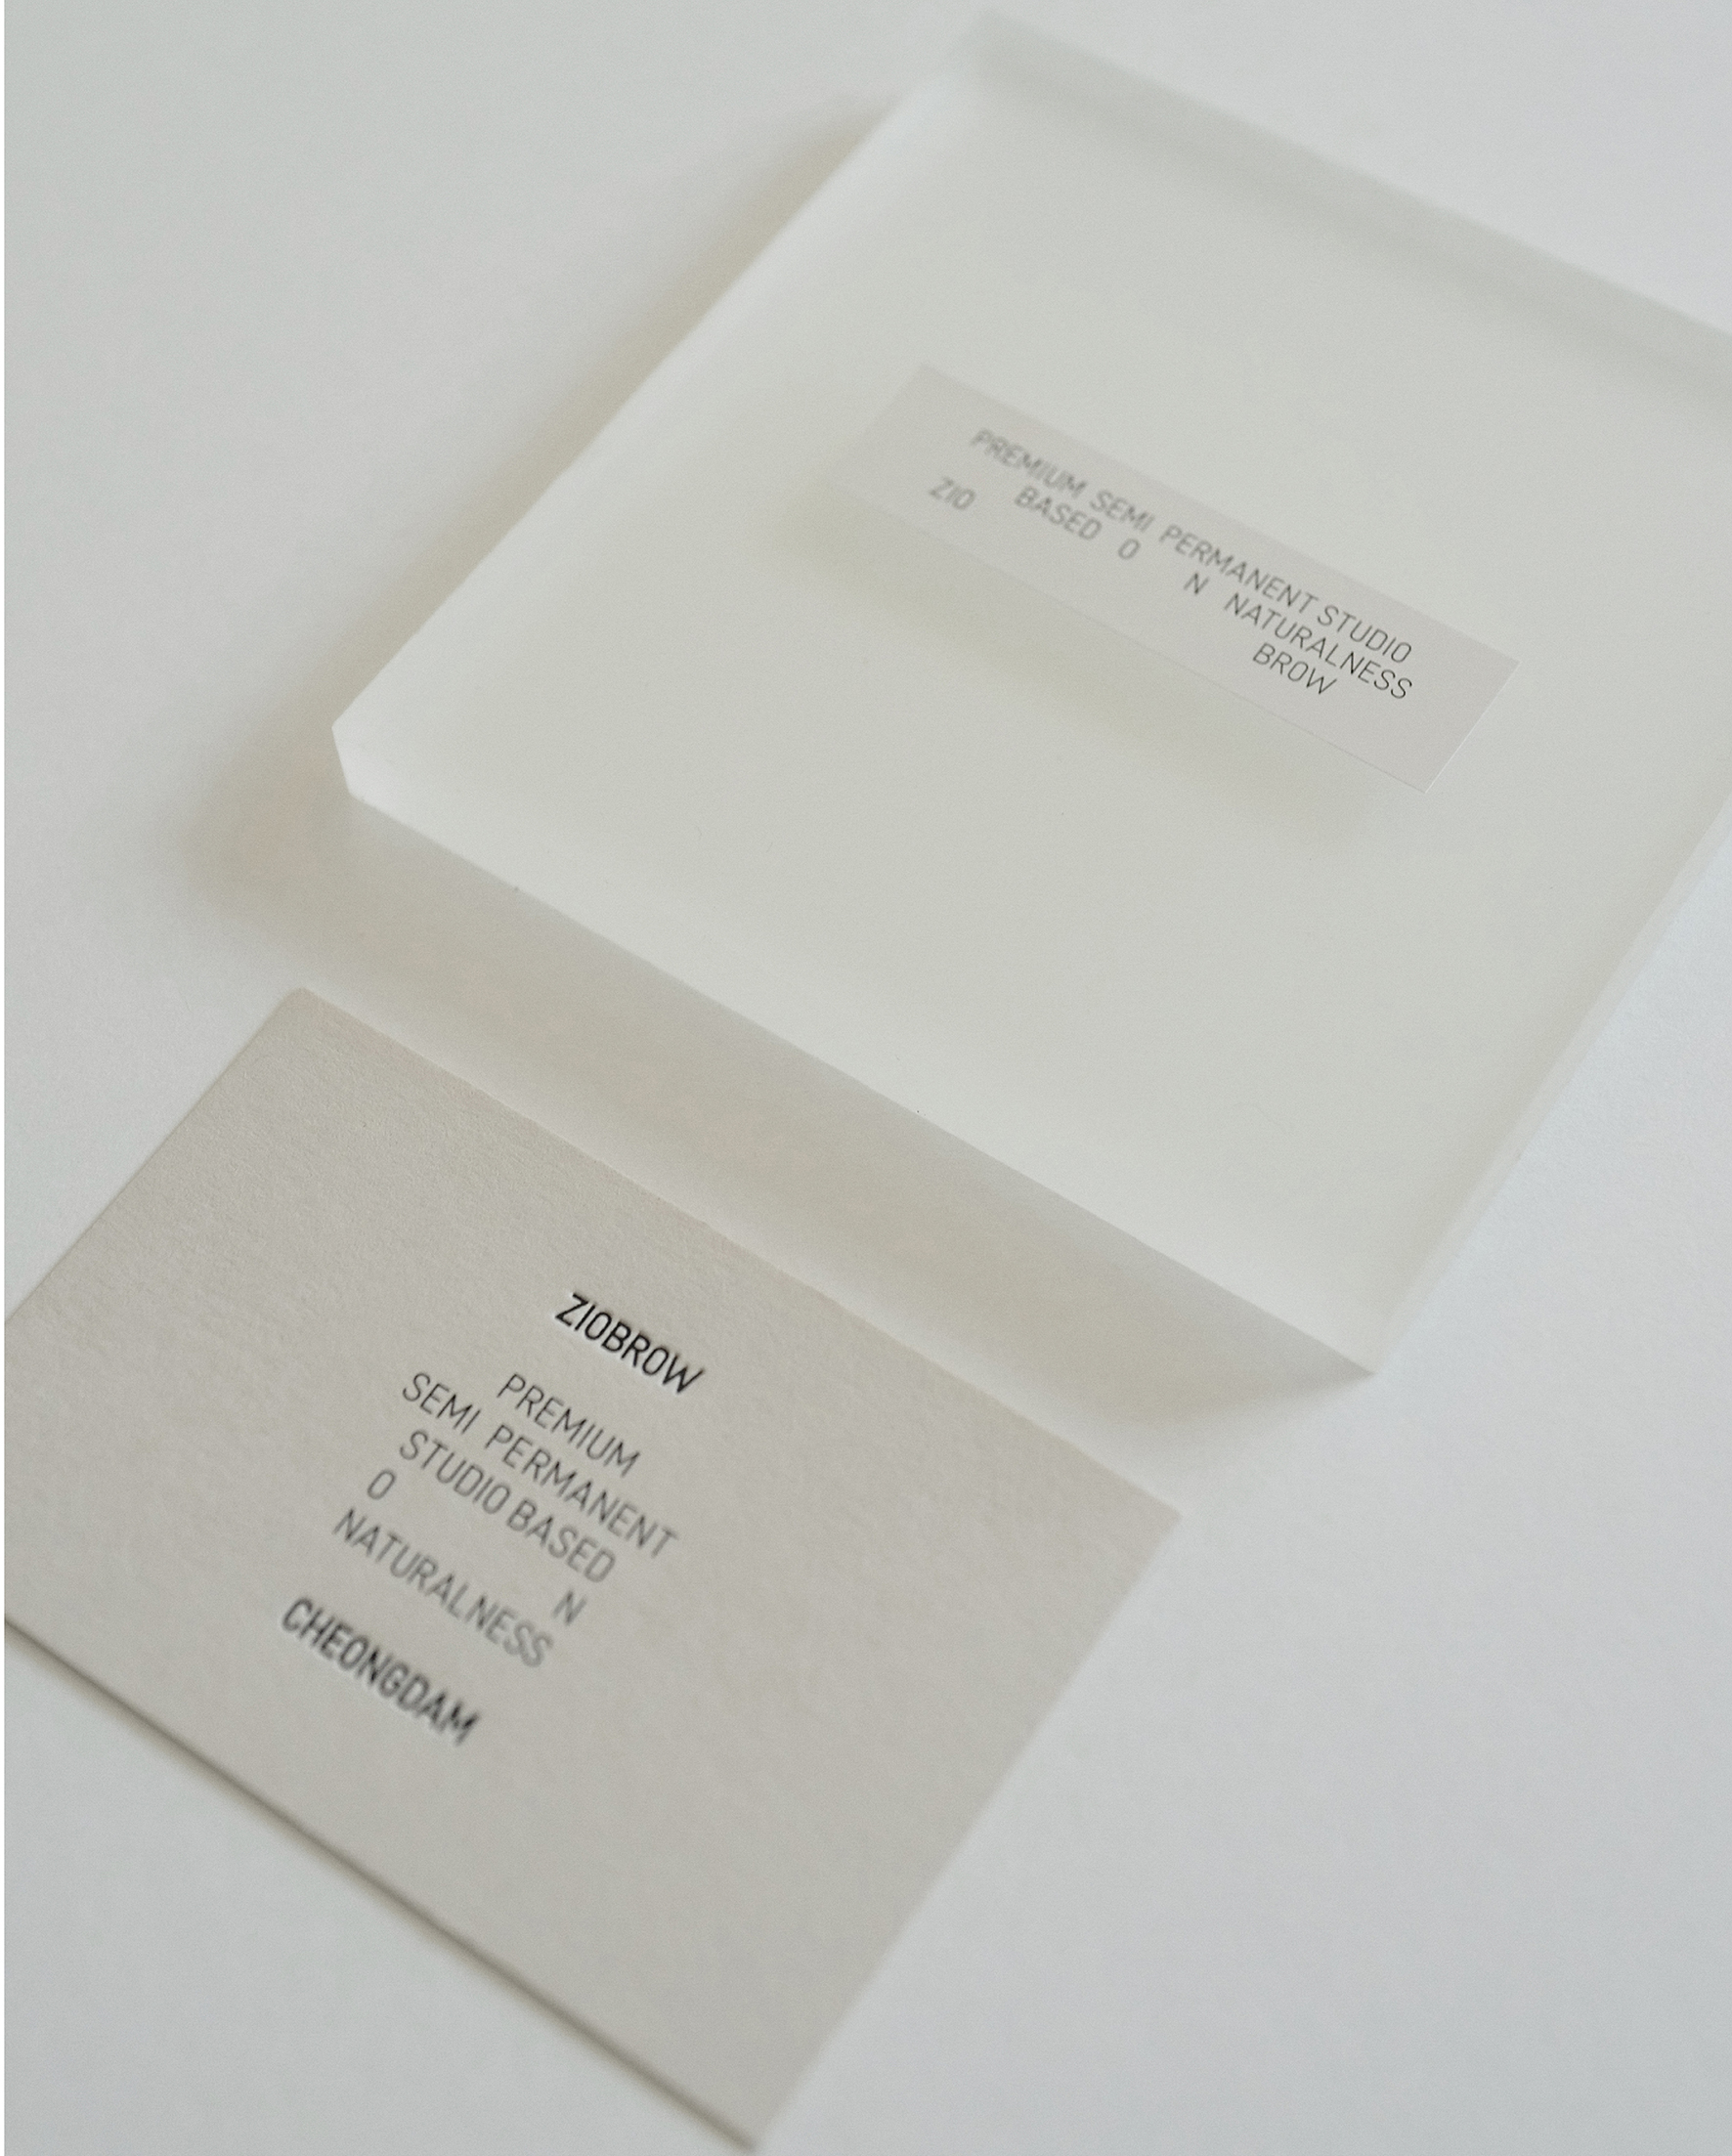 PREMIUM SEMI PERMANENT STUDIO
BASED O N NATURALNESS
ZIO BROW
ZIOBROW
PREMIUM
SEMI PERMANENT
STUDIO BASED
O N
NATURALNESS
CHEONGDAM